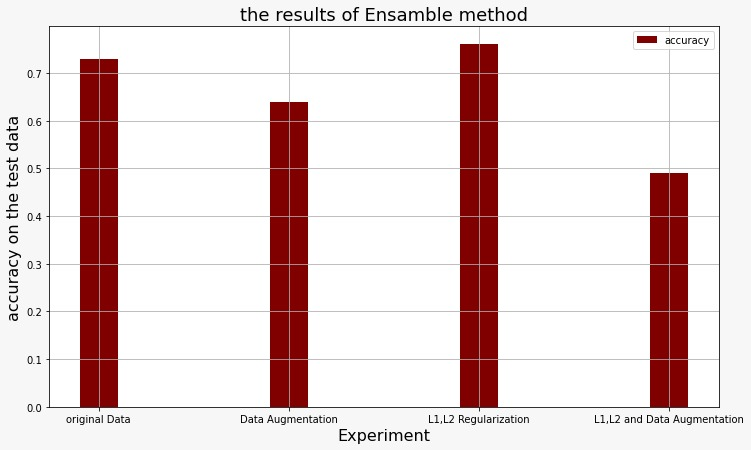 the results of Ensamble method
accuracy
accuracy on the test data
0.7
0.6
0.5
0.4
0.3
0.2
0.1
0.0
original Data
Data Augmentation
L1,L2 Regularization
L1,L2 and Data Augmentation
Experiment